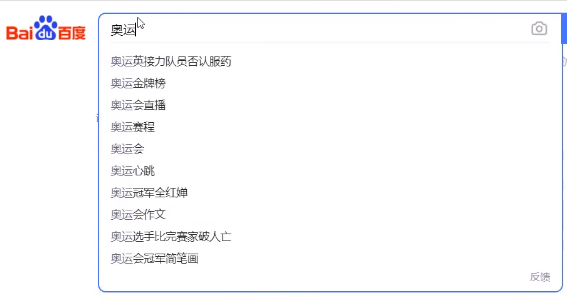 Bai du 百度
奥运
奥运英接力队员否认服药
奥运金牌榜
奥运会直播
奥运赛程
奥运会
奥运心跳
奥运冠军全红婵
奥运会作文
奥运选手比完赛家破人亡
奥运会冠军简笔画
反馈